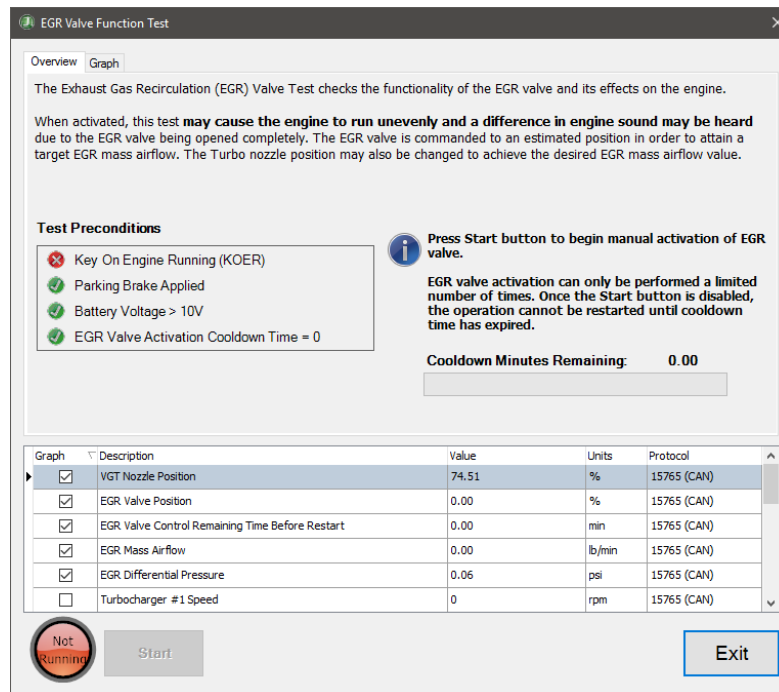 EGR Valve Function Test
Overview Graph
The Exhaust Gas Recirculation (EGR) Valve Test checks the functionality of the EGR valve and its effects on the engine.
When activated, this test may cause the engine to run unevenly and a difference in engine sound may be heard
due to the EGR valve being opened completely. The EGR valve is commanded to an estimated position in order to attain a
target EGR mass airflow. The Turbo nozzle position may also be changed to achieve the desired EGR mass airflow value.
Test Preconditions
Key On Engine Running (KOER)
Parking Brake Applied
Battery Voltage > 10V
EGR Valve Activation Cooldown Time = 0
Press Start button to begin manual activation of EGR
valve.
EGR valve activation can only be performed a limited
number of times. Once the Start button is disabled,
the operation cannot be restarted until cooldown
time has expired.
Cooldown Minutes Remaining: 0.00
Graph Description Value Units Protocol
VGT Nozzle Position 74.51 % 15765 (CAN)
EGR Valve Position 0.00 % 15765 (CAN)
EGR Valve Control Remaining Time Before Restart 0.00 min 15765 (CAN)
EGR Mass Airflow 0.00 lb/min 15765 (CAN)
EGR Differential Pressure 0.06 psi 15765 (CAN)
Turbocharger #1 Speed 0 rpm 15765 (CAN)
Not
Running
Start
Exit